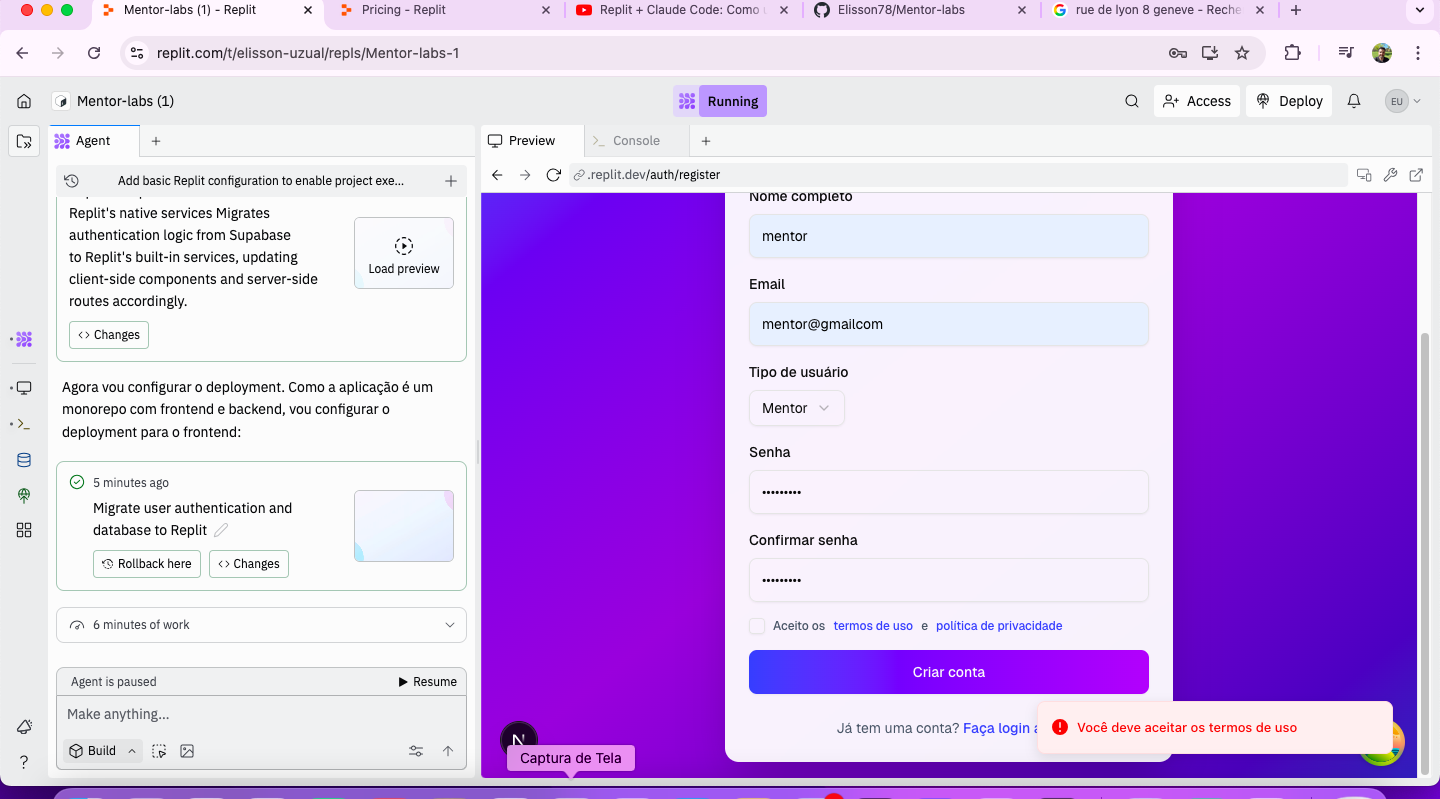 Mentor-labs (1) - Replit
Pricing - Replit
Replit + Claude Code: Como
Elisson78/Mentor-labs
rue de lyon 8 geneve - Reche
replit.com/t/elisson-uzual/repls/Mentor-labs-1
Mentor-labs (1)
Running
Access
Deploy
EU
Agent
Add basic Replit configuration to enable project exe...
Replit's native services Migrates
authentication logic from Supabase
to Replit's built-in services, updating
client-side components and server-side
routes accordingly.
Load preview
Changes
Agora vou configurar o deployment. Como a aplicação é um
monorepo com frontend e backend, vou configurar o
deployment para o frontend:
5 minutes ago
Migrate user authentication and
database to Replit
Rollback here
Changes
6 minutes of work
Agent is paused
Resume
Make anything...
Build
Preview
Console
.replit.dev/auth/register
Nome completo
mentor
Email
mentor@gmailcom
Tipo de usuário
Mentor
Senha
Confirmar senha
Aceito os termos de uso e política de privacidade
Criar conta
Já tem uma conta? Faça login
Você deve aceitar os termos de uso
N
Captura de Tela